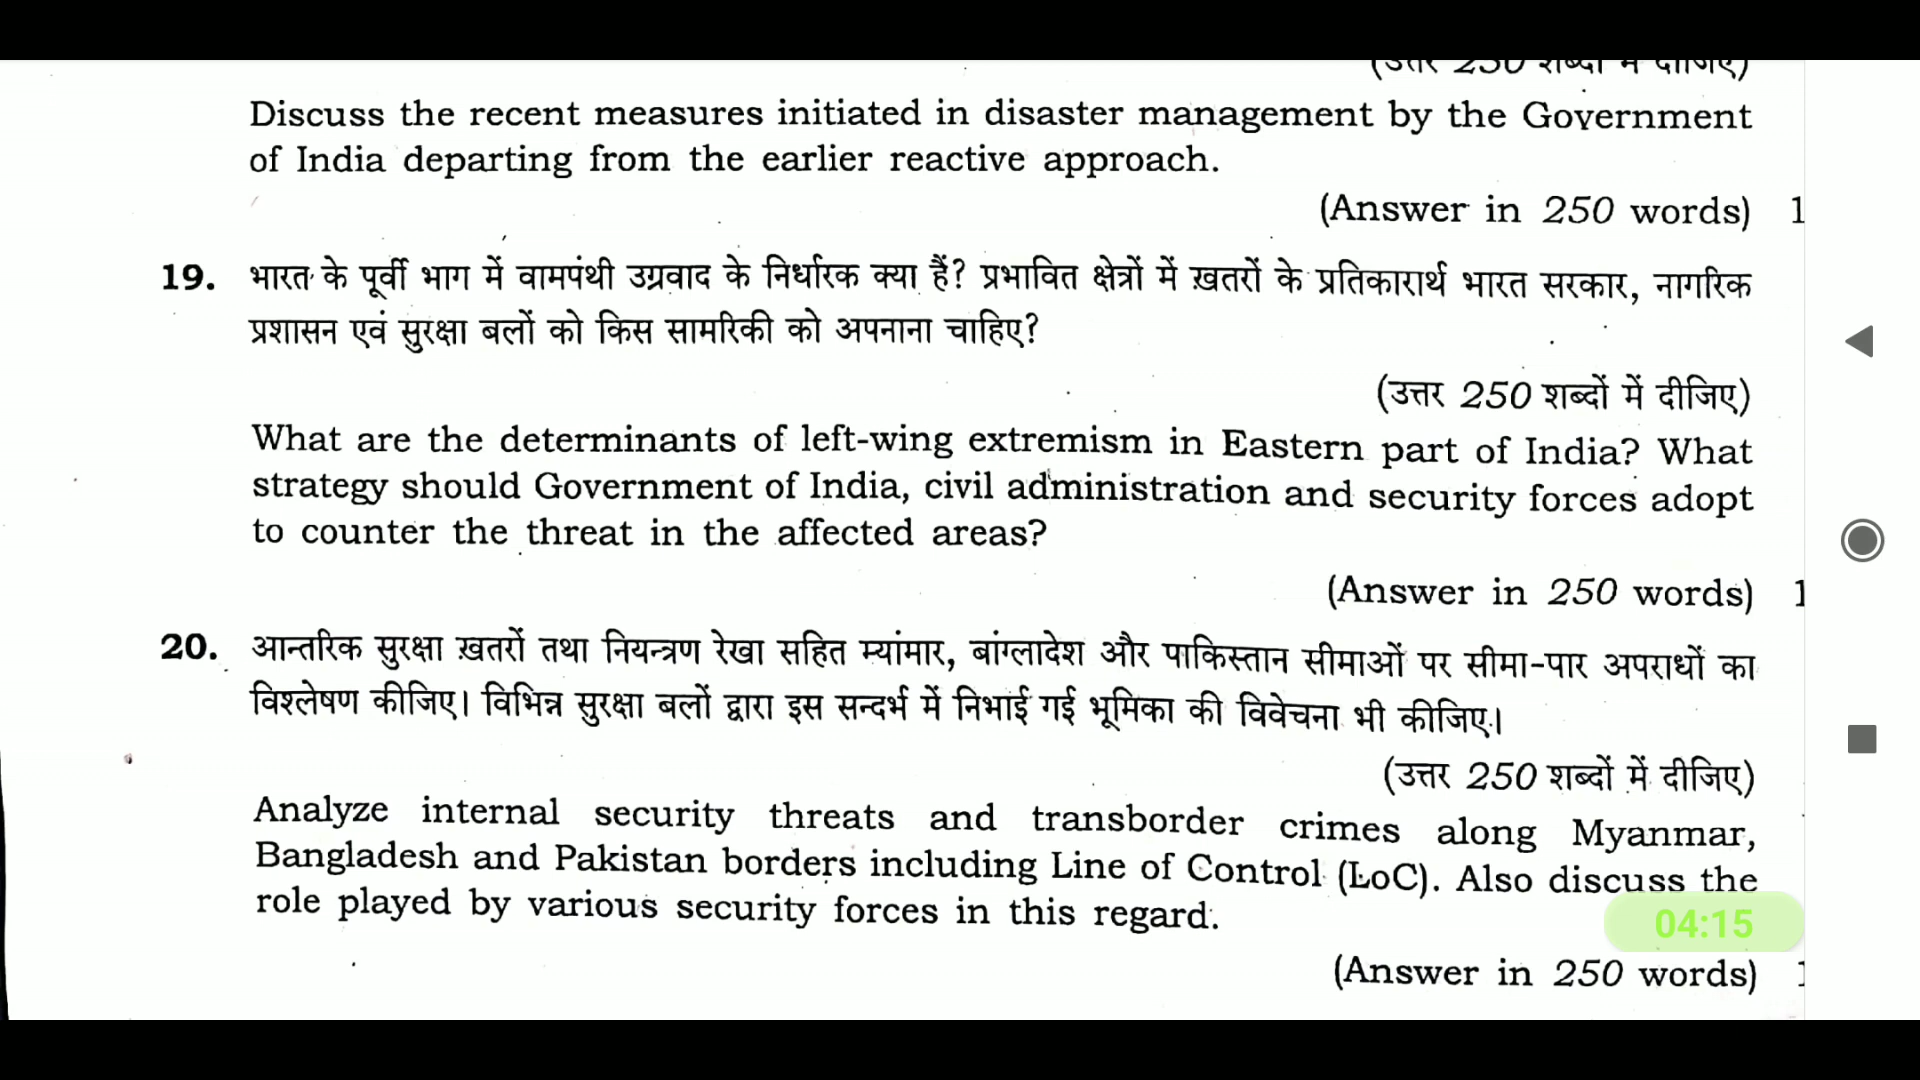 (उत्तर 250 शब्दों में दीजिए)
Discuss the recent measures initiated in disaster management by the Government
of India departing from the earlier reactive approach.
(Answer in 250 words) 1
19. भारत के पूर्वी भाग में वामपंथी उग्रवाद के निर्धारक क्या हैं? प्रभावित क्षेत्रों में ख़तरों के प्रतिकारार्थ भारत सरकार, नागरिक
प्रशासन एवं सुरक्षा बलों को किस सामरिकी को अपनाना चाहिए?
(उत्तर 250 शब्दों में दीजिए)
What are the determinants of left-wing extremism in Eastern part of India? What
strategy should Government of India, civil administration and security forces adopt
to counter the threat in the affected areas?
(Answer in 250 words) 1
20. आन्तरिक सुरक्षा ख़तरों तथा नियन्त्रण रेखा सहित म्यांमार, बांग्लादेश और पाकिस्तान सीमाओं पर सीमा-पार अपराधों का
विश्लेषण कीजिए। विभिन्न सुरक्षा बलों द्वारा इस सन्दर्भ में निभाई गई भूमिका की विवेचना भी कीजिए।
(उत्तर 250 शब्दों में दीजिए)
Analyze internal security threats and transborder crimes along Myanmar,
Bangladesh and Pakistan borders including Line of Control (LoC). Also discuss the
role played by various security forces in this regard.
04:15
(Answer in 250 words) 1